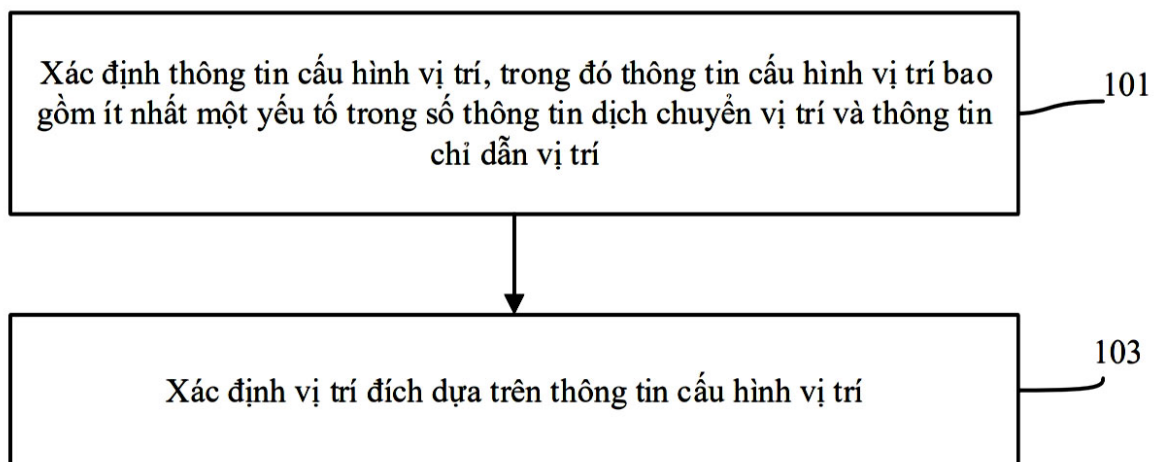 Xác định thông tin cấu hình vị trí, trong đó thông tin cấu hình vị trí bao
gồm ít nhất một yếu tố trong số thông tin dịch chuyển vị trí và thông tin
chỉ dẫn vị trí
101
Xác định vị trí đích dựa trên thông tin cấu hình vị trí
103